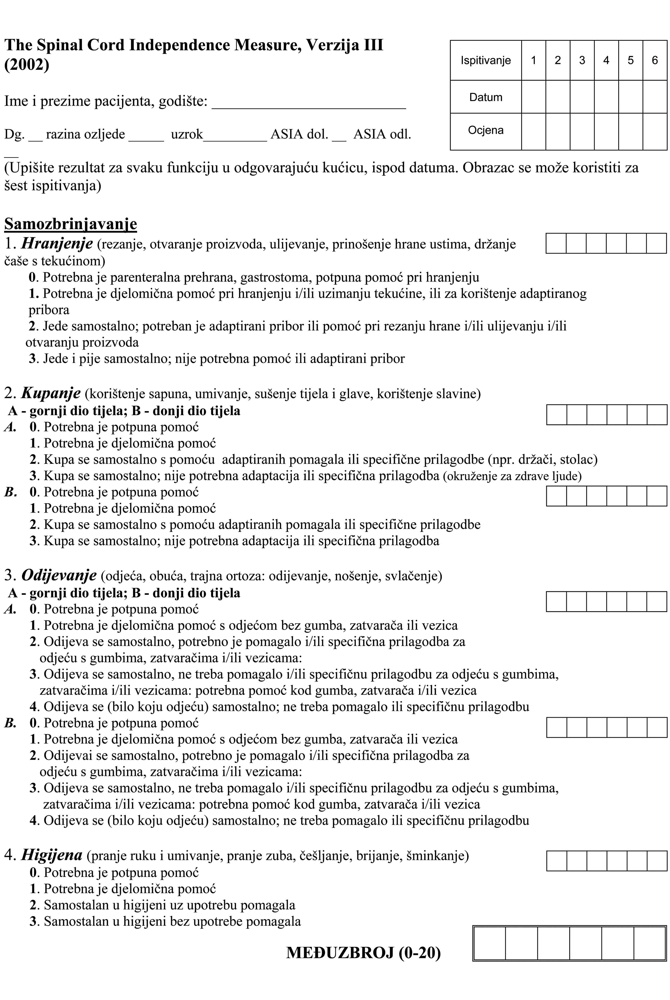 The Spinal Cord Independence Measure, Verzija III
(2002)
Ispitivanje 1 2 3 4 5 6
Datum
Ocjena
Ime i prezime pacijenta, godište: __________________________
Dg. __ razina ozljede _____ uzrok_________ ASIA dol. __ ASIA odl.
__
(Upišite rezultat za svaku funkciju u odgovarajuću kućicu, ispod datuma. Obrazac se može koristiti za
šest ispitivanja)
Samozbrinjavanje
1. Hranjenje (rezanje, otvaranje proizvoda, ulijevanje, prinošenje hrane ustima, držanje
čaše s tekućinom)
0. Potrebna je parenteralna prehrana, gastrostoma, potpuna pomoć pri hranjenju
1. Potrebna je djelomična pomoć pri hranjenju i/ili uzimanju tekućine, ili za korištenje adaptiranog
pribora
2. Jede samostalno; potreban je adaptirani pribor ili pomoć pri rezanju hrane i/ili ulijevanju i/ili
otvaranju proizvoda
3. Jede i pije samostalno; nije potrebna pomoć ili adaptirani pribor
2. Kupanje (korištenje sapuna, umivanje, sušenje tijela i glave, korištenje slavine)
A - gornji dio tijela; B - donji dio tijela
A. 0. Potrebna je potpuna pomoć
1. Potrebna je djelomična pomoć
2. Kupa se samostalno s pomoću adaptiranih pomagala ili specifične prilagodbe (npr. držači, stolac)
3. Kupa se samostalno; nije potrebna adaptacija ili specifična prilagodba (okruženje za zdrave ljude)
B. 0. Potrebna je potpuna pomoć
1. Potrebna je djelomična pomoć
2. Kupa se samostalno s pomoću adaptiranih pomagala ili specifične prilagodbe
3. Kupa se samostalno; nije potrebna adaptacija ili specifična prilagodba
3. Odijevanje (odjeća, obuća, trajna ortoza: odijevanje, nošenje, svlačenje)
A - gornji dio tijela; B - donji dio tijela
A. 0. Potrebna je potpuna pomoć
1. Potrebna je djelomična pomoć s odjećom bez gumba, zatvarača ili vezica
2. Odijeva se samostalno, potrebno je pomagalo i/ili specifična prilagodba za
odjeću s gumbima, zatvaračima i/ili vezicama:
3. Odijeva se samostalno, ne treba pomagalo i/ili specifičnu prilagodbu za odjeću s gumbima,
zatvaračima i/ili vezicama: potrebna pomoć kod gumba, zatvarača i/ili vezica
4. Odijeva se (bilo koju odjeću) samostalno; ne treba pomagalo ili specifičnu prilagodbu
B. 0. Potrebna je potpuna pomoć
1. Potrebna je djelomična pomoć s odjećom bez gumba, zatvarača ili vezica
2. Odijevai se samostalno, potrebno je pomagalo i/ili specifična prilagodba za
odjeću s gumbima, zatvaračima i/ili vezicama:
3. Odijeva se samostalno, ne treba pomagalo i/ili specifičnu prilagodbu za odjeću s gumbima,
zatvaračima i/ili vezicama: potrebna pomoć kod gumba, zatvarača i/ili vezica
4. Odijeva se (bilo koju odjeću) samostalno; ne treba pomagalo ili specifičnu prilagodbu
4. Higijena (pranje ruku i umivanje, pranje zuba, češljanje, brijanje, šminkanje)
0. Potrebna je potpuna pomoć
1. Potrebna je djelomična pomoć
2. Samostalan u higijeni uz upotrebu pomagala
3. Samostalan u higijeni bez upotrebe pomagala
MEĐUZBROJ (0-20)